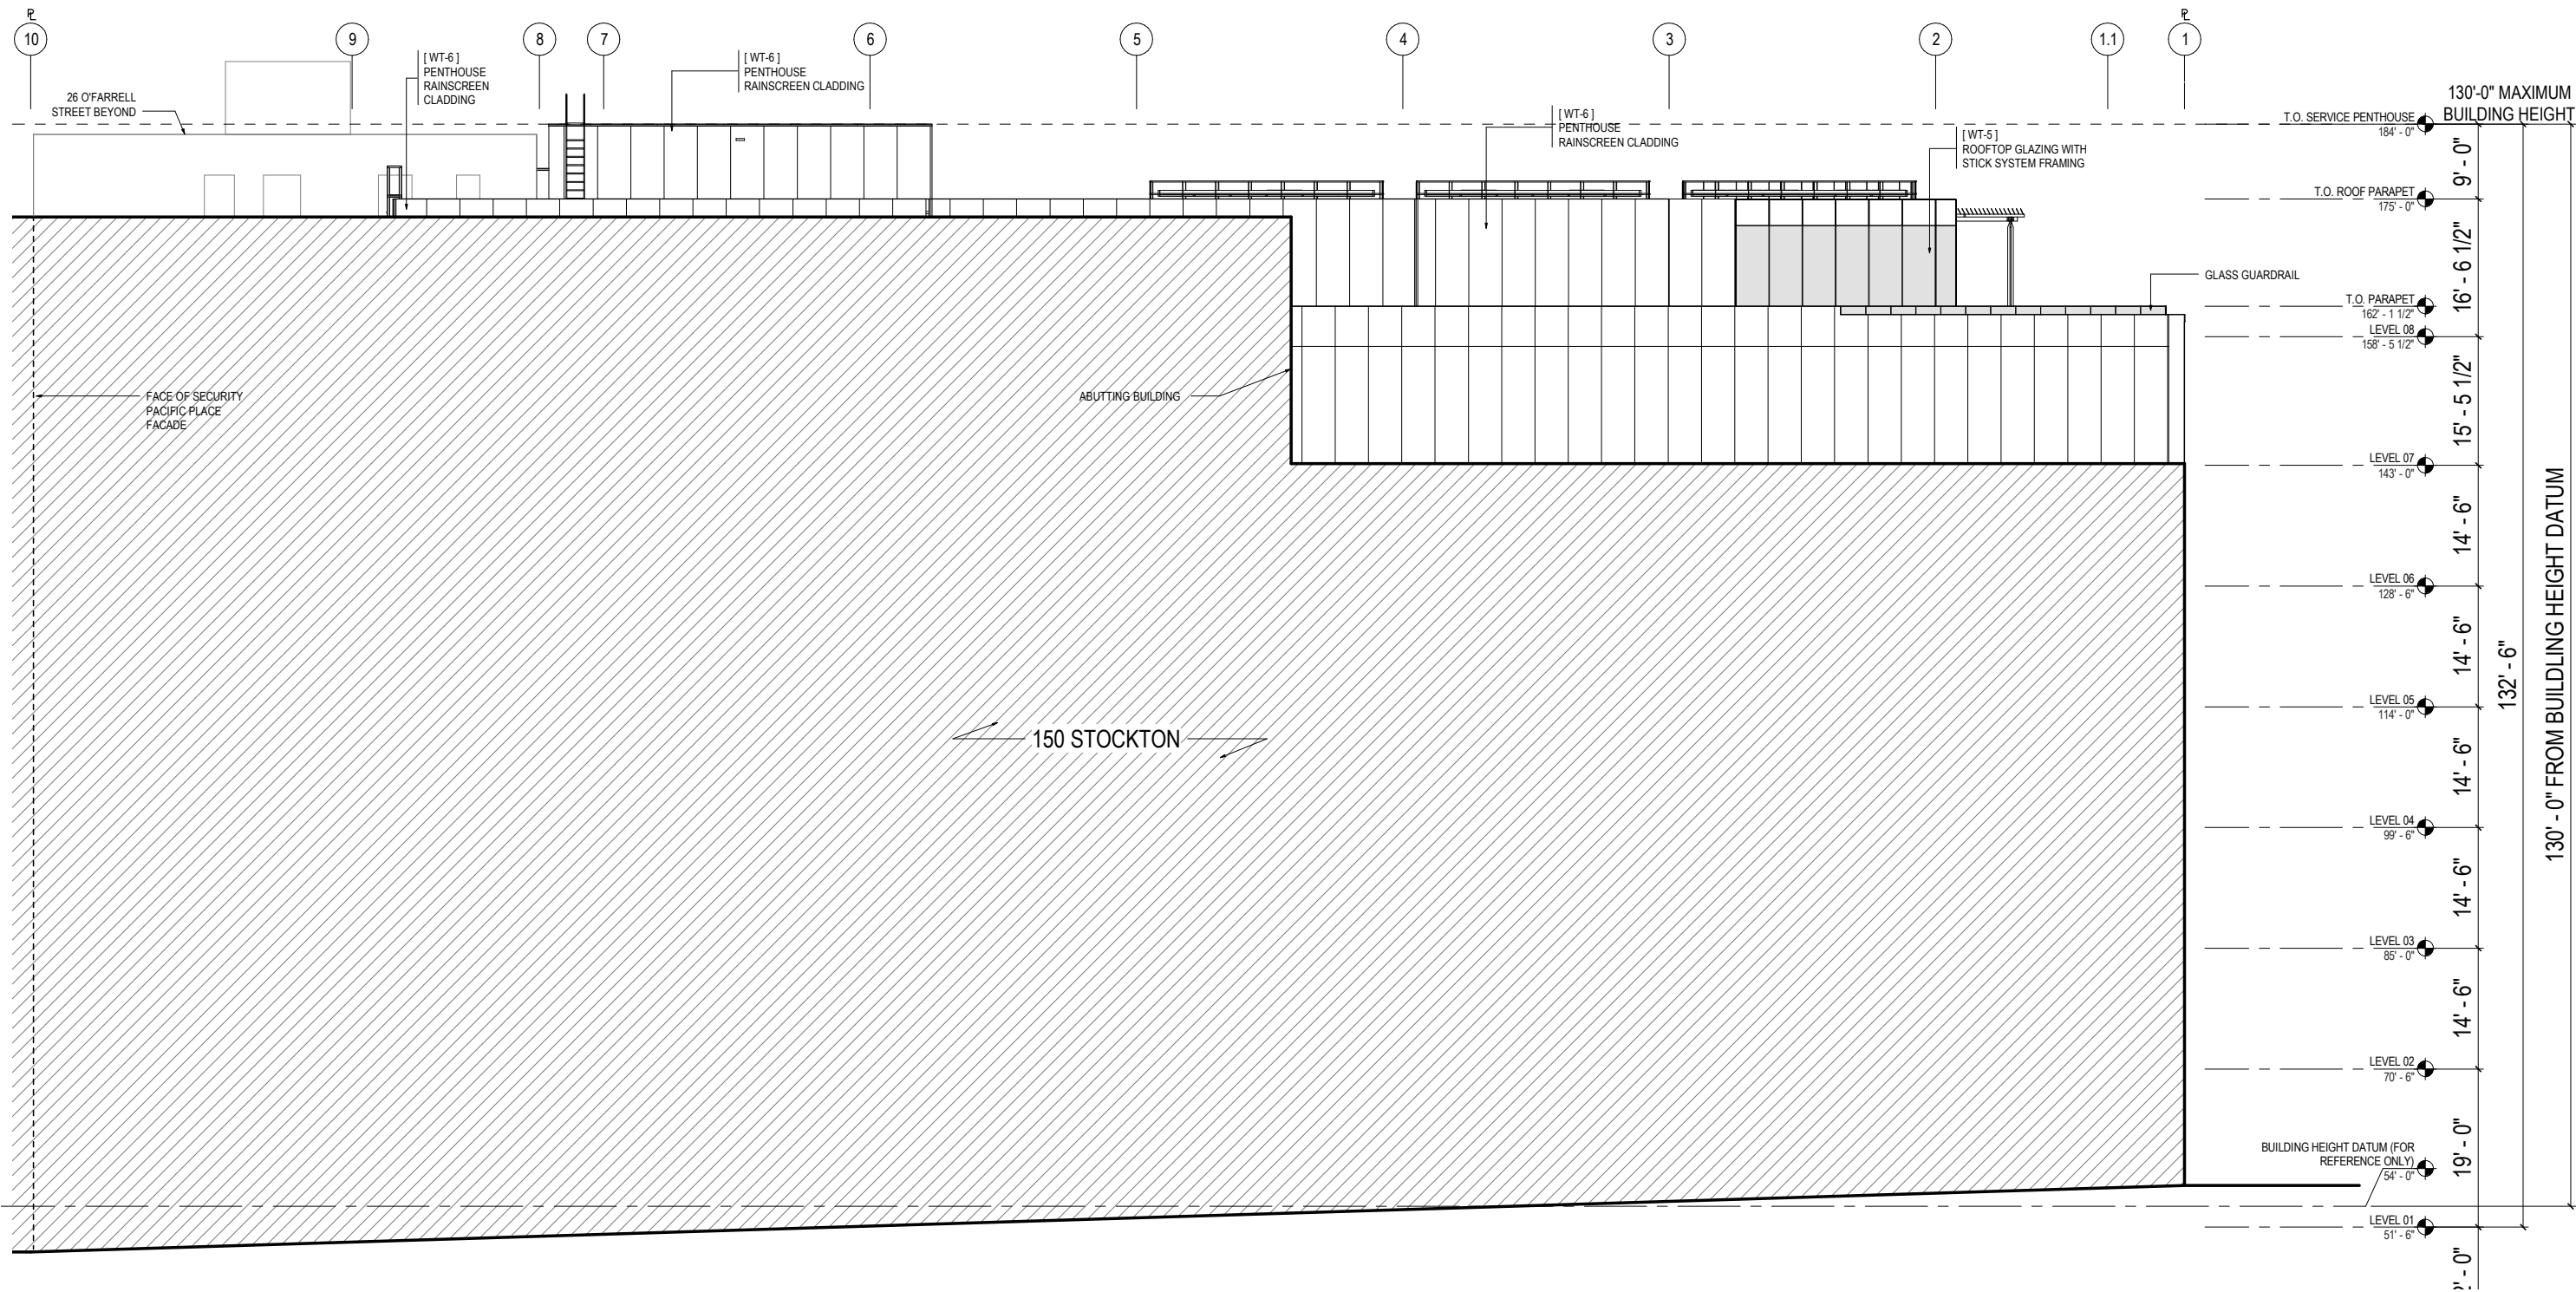 ℄
10
9
8
7
6
5
4
3
2
1.1
℄
1
26 O'FARRELL
STREET BEYOND
[ WT-6 ]
PENTHOUSE
RAINSCREEN
CLADDING
[ WT-6 ]
PENTHOUSE
RAINSCREEN CLADDING
[ WT-6 ]
PENTHOUSE
RAINSCREEN CLADDING
[ WT-5 ]
ROOFTOP GLAZING WITH
STICK SYSTEM FRAMING
GLASS GUARDRAIL
FACE OF SECURITY
PACIFIC PLACE
FACADE
ABUTTING BUILDING
150 STOCKTON
130'-0" MAXIMUM
BUILDING HEIGHT
T.O. SERVICE PENTHOUSE
184' - 0"
9' - 0"
T.O. ROOF PARAPET
175' - 0"
16' - 6 1/2"
T.O. PARAPET
162' - 1 1/2"
LEVEL 08
158' - 5 1/2"
15' - 5 1/2"
LEVEL 07
143' - 0"
14' - 6"
LEVEL 06
128' - 6"
14' - 6"
LEVEL 05
114' - 0"
14' - 6"
LEVEL 04
99' - 6"
14' - 6"
LEVEL 03
85' - 0"
14' - 6"
LEVEL 02
70' - 6"
19' - 0"
BUILDING HEIGHT DATUM (FOR
REFERENCE ONLY)
54' - 0"
LEVEL 01
51' - 6"
132' - 6"
130' - 0" FROM BUIDLING HEIGHT DATUM
' - 0"